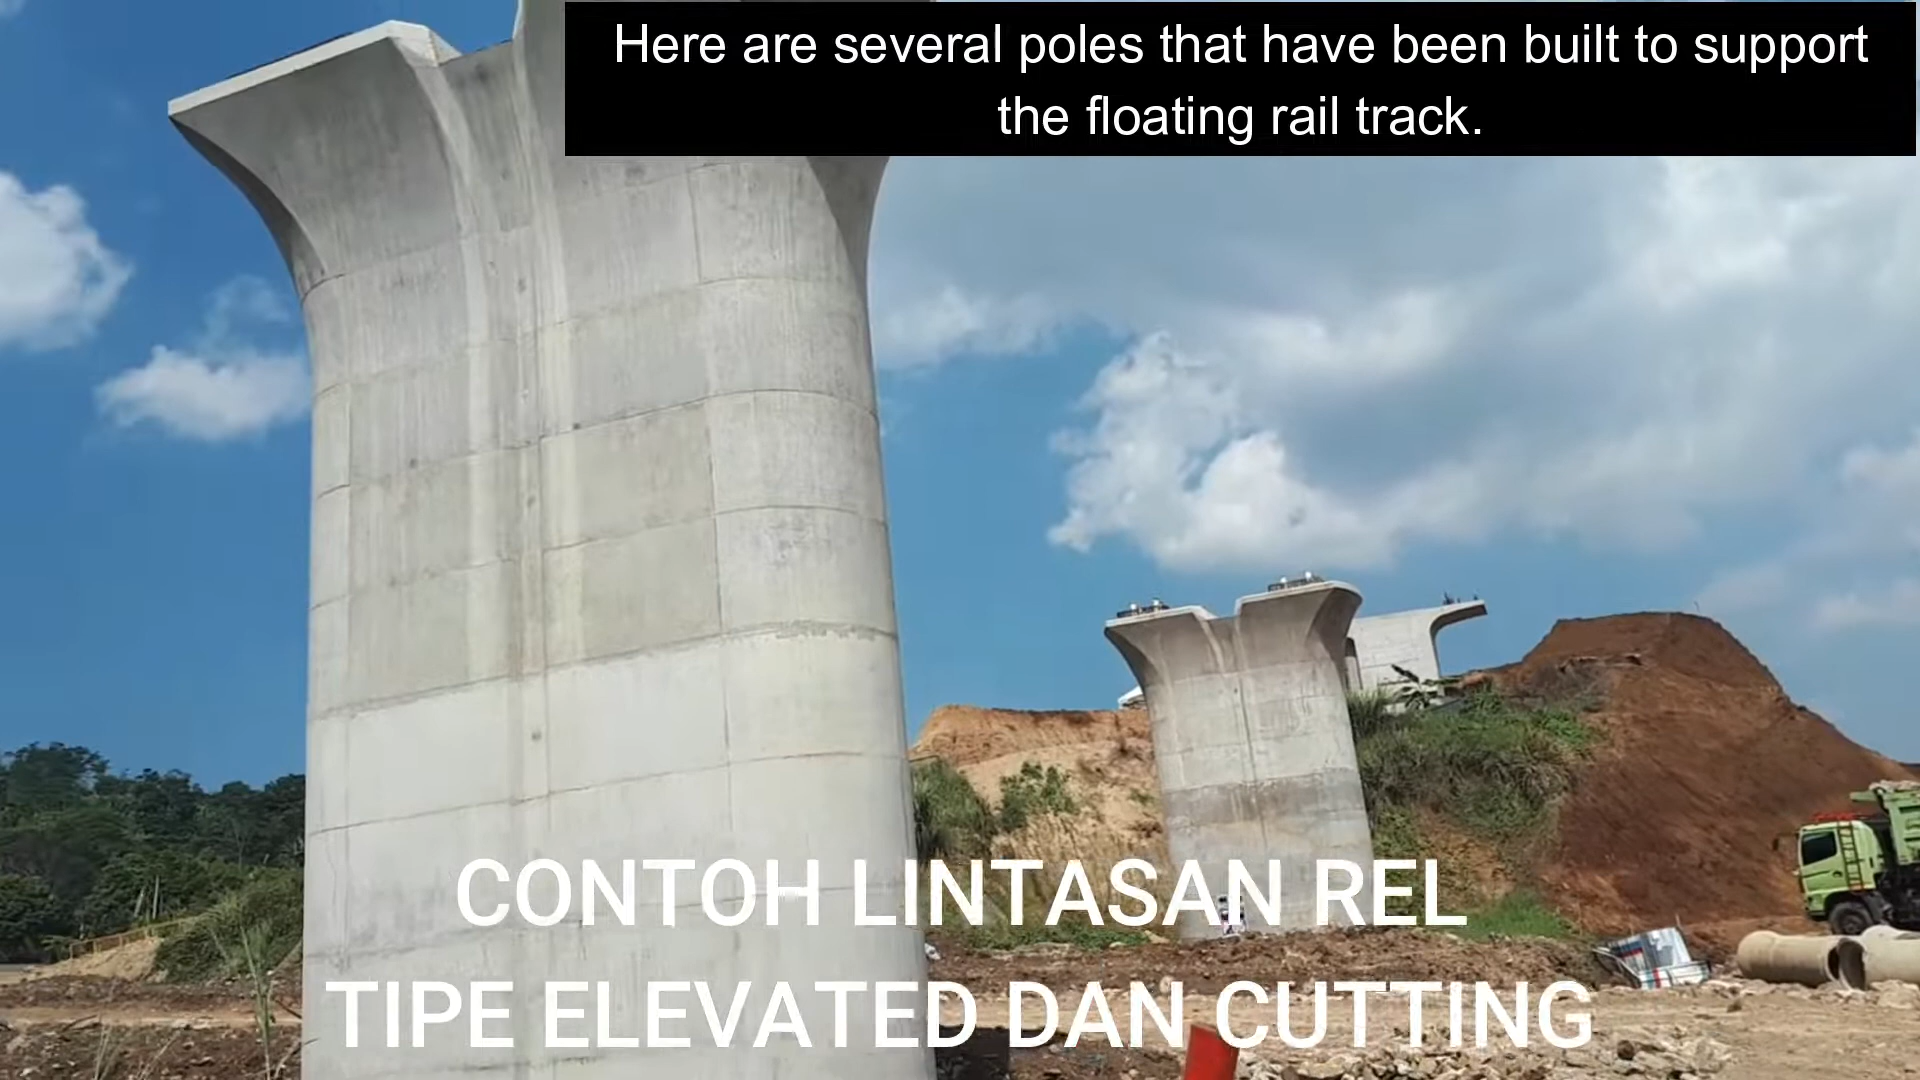 Here are several poles that have been built to support
the floating rail track.
CONTOH LINTASAN REL
TIPE ELEVATED DAN CUTTING